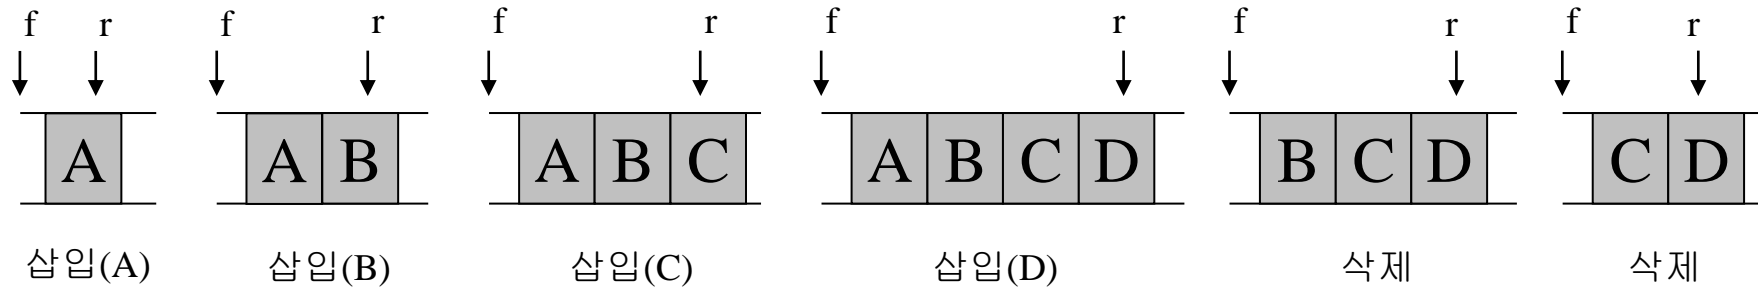 f r f r f r f r f r f r
A A B A B C A B C D B C D C D
삽입(A) 삽입(B) 삽입(C) 삽입(D) 삭제 삭제